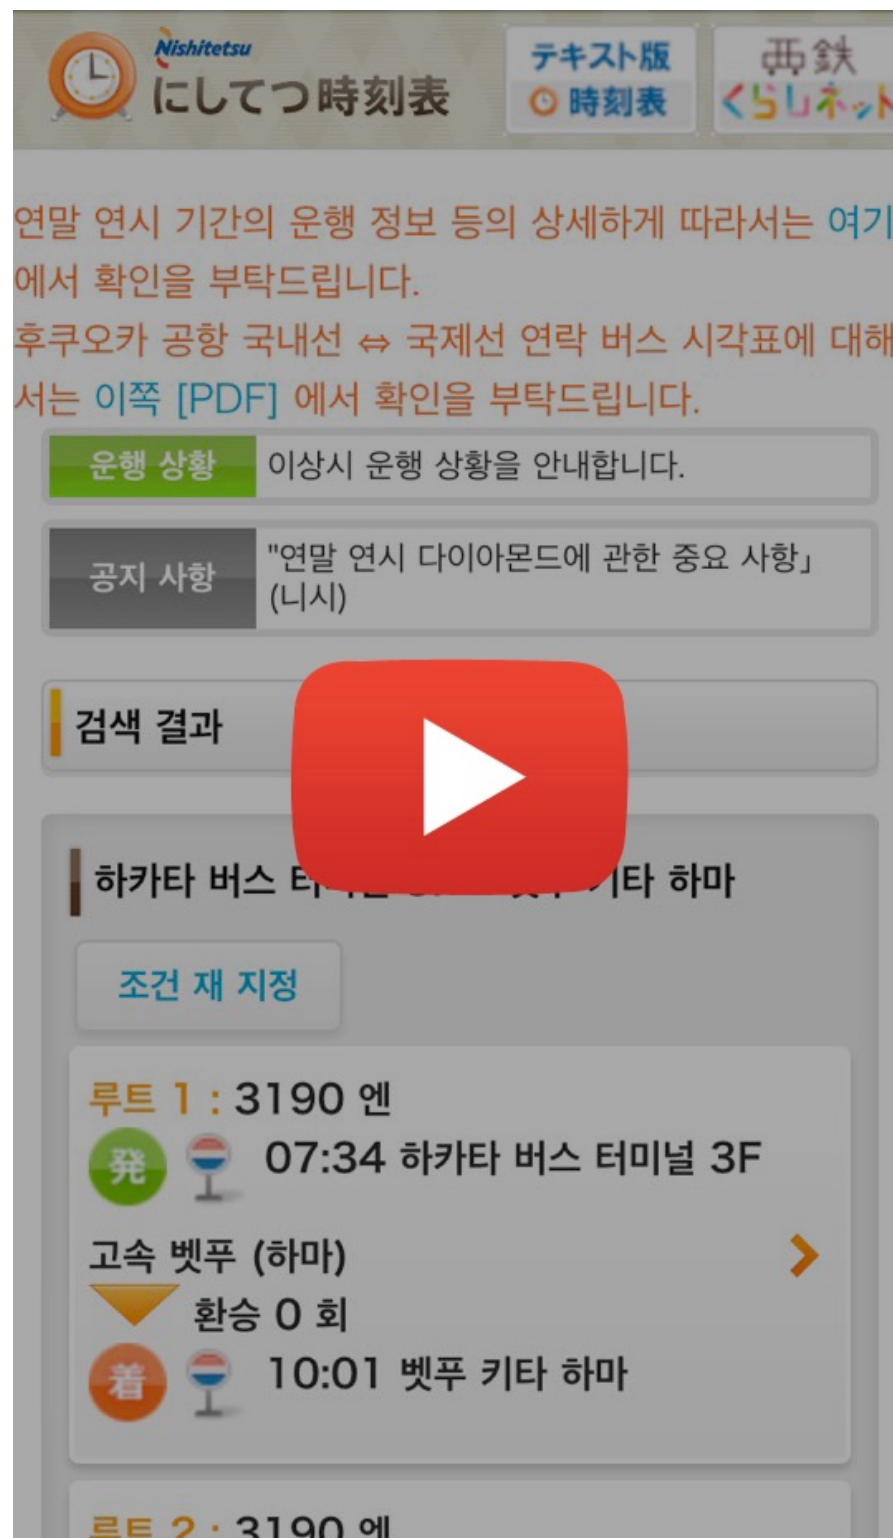 Nishitetsu
にしてつ時刻表
テキスト版
時刻表
西鉄
くらしネット
연말 연시 기간의 운행 정보 등의 상세하게 따라서는 여기
에서 확인을 부탁드립니다.
후쿠오카 공항 국내선 ⇔ 국제선 연락 버스 시각표에 대해
서는 이쪽 [PDF] 에서 확인을 부탁드립니다.
운행 상황 이상시 운행 상황을 안내합니다.
공지 사항 "연말 연시 다이아몬드에 관한 중요 사항」
(니시)
검색 결과
하카타 버스 키타 하마
조건 재 지정
루트 1 : 3190 엔
発 07:34 하카타 버스 터미널 3F
고속 벳푸 (하마)
환승 0 회
着 10:01 벳푸 키타 하마
루트 2 : 3190 엔